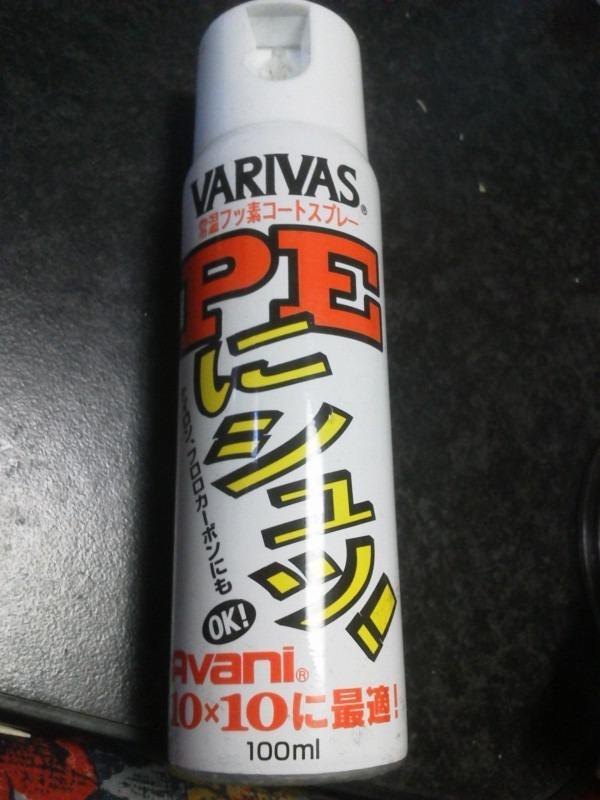 VARIVAS®
常温フッ素コートスプレー
PE
にシュッ!
ナイロン・フロロカーボンにも
OK!
Avani®
10×10に最適!
100ml